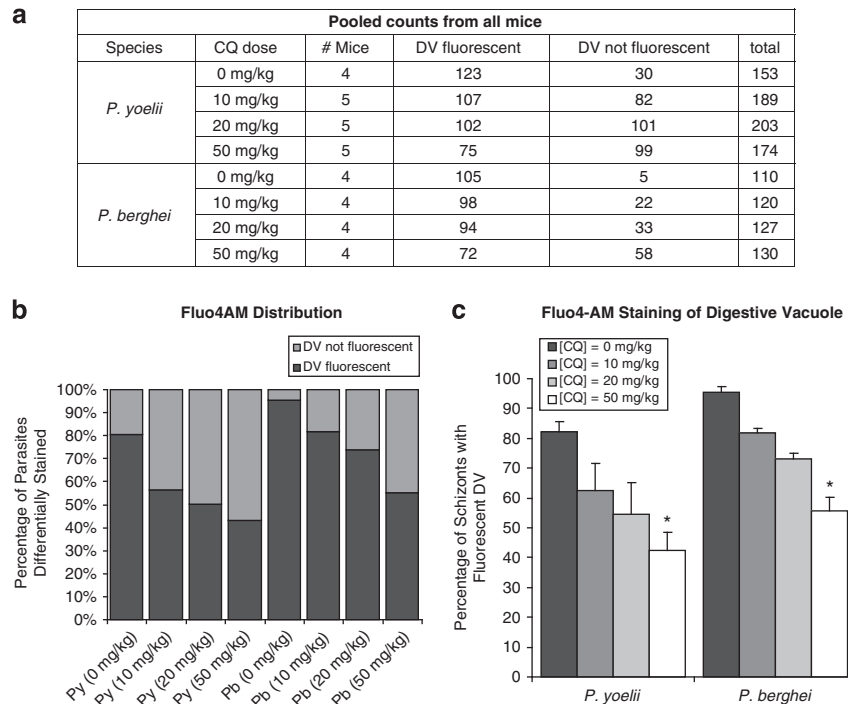 a
Pooled counts from all mice
Species CQ dose # Mice DV fluorescent DV not fluorescent total
P. yoelii
0 mg/kg 4 123 30 153
10 mg/kg 5 107 82 189
20 mg/kg 5 102 101 203
50 mg/kg 5 75 99 174
P. berghei
0 mg/kg 4 105 5 110
10 mg/kg 4 98 22 120
20 mg/kg 4 94 33 127
50 mg/kg 4 72 58 130
b
Fluo4AM Distribution
DV not fluorescent
DV fluorescent
Percentage of Parasites
Differentially Stained
100%
90%
80%
70%
60%
50%
40%
30%
20%
10%
0%
Py (0 mg/kg)
Py (10 mg/kg)
Py (20 mg/kg)
Py (50 mg/kg)
Pb (0 mg/kg)
Pb (10 mg/kg)
Pb (20 mg/kg)
Pb (50 mg/kg)
c
Fluo4-AM Staining of Digestive Vacuole
[CQ] = 0 mg/kg
[CQ] = 10 mg/kg
[CQ] = 20 mg/kg
[CQ] = 50 mg/kg
Percentage of Schizonts with
Fluorescent DV
100
90
80
70
60
50
40
30
20
10
0
*
*
P. yoelii
P. berghei